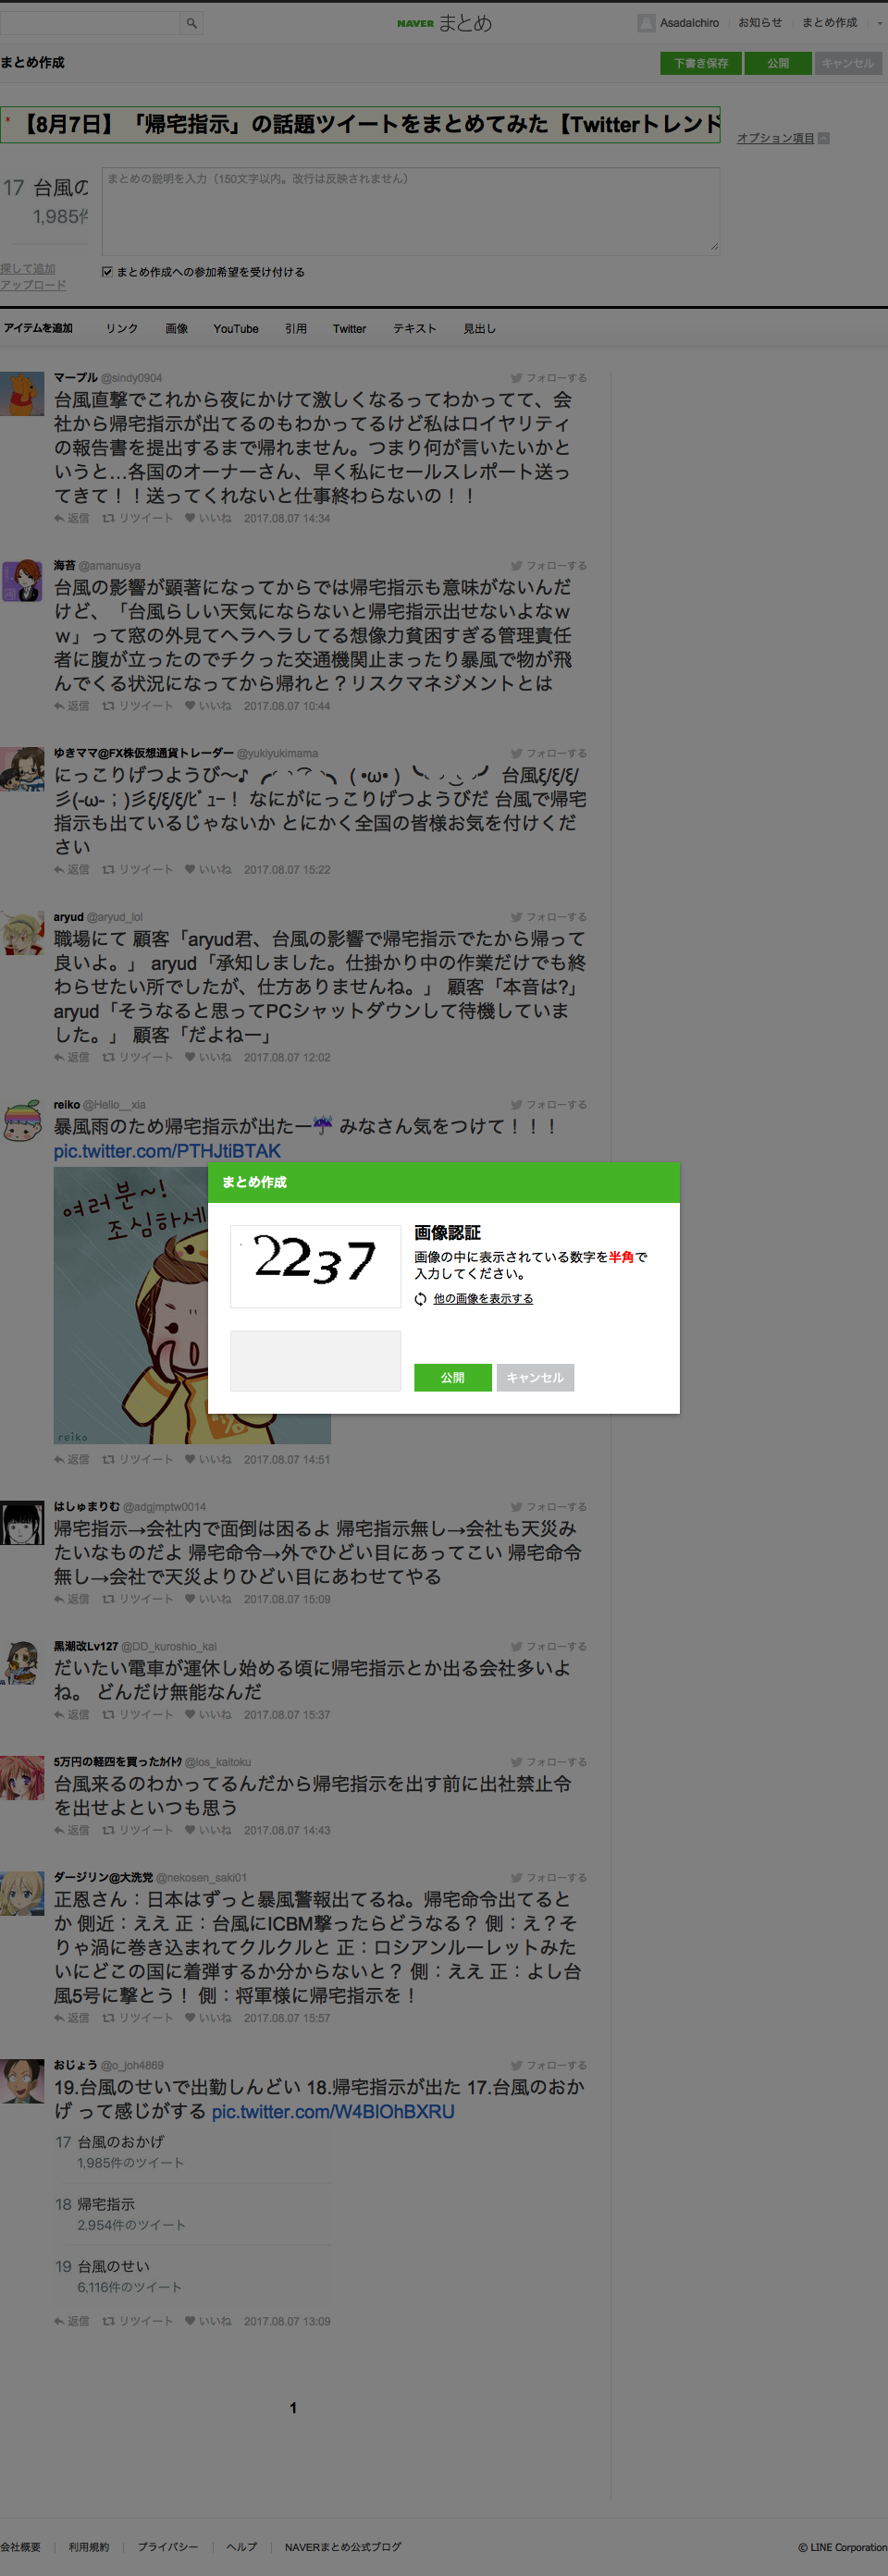 NAVER まとめ
AsadaIchiro
お知らせ
まとめ作成
まとめ作成
下書き保存
公開
キャンセル
* 【8月7日】「帰宅指示」の話題ツイートをまとめてみた【Twitterトレンド
オプション項目
17 台風の
1,985件
まとめの説明を入力（150文字以内。改行は反映されません）
探して追加
アップロード
まとめ作成への参加希望を受け付ける
アイテムを追加 リンク 画像 YouTube 引用 Twitter テキスト 見出し
マープル @sindy0904 フォローする
台風直撃でこれから夜にかけて激しくなるってわかってて、会
社から帰宅指示が出てるのもわかってるけど私はロイヤリティ
の報告書を提出するまで帰れません。つまり何が言いたいかと
いうと…各国のオーナーさん、早く私にセールスレポート送っ
てきて！！送ってくれないと仕事終わらないの！！
返信 リツイート いいね 2017.08.07 14:34
海苔 @amanusya フォローする
台風の影響が顕著になってからでは帰宅指示も意味がないんだ
けど、「台風らしい天気にならないと帰宅指示出せないよなｗ
ｗ」って窓の外見てヘラヘラしてる想像力貧困すぎる管理責任
者に腹が立ったのでチクった交通機関止まったり暴風で物が飛
んでくる状況になってから帰れと？リスクマネジメントとは
返信 リツイート いいね 2017.08.07 10:44
ゆきママ@FX株仮想通貨トレーダー @yukiyukimama フォローする
にっこりげつようび〜♪ ( •ω• ) 台風ξ/ξ/ξ/
彡(-ω-；)彡ξ/ξ/ξ/ﾋﾞｭｰ！ なにがにっこりげつようびだ 台風で帰宅
指示も出ているじゃないか とにかく全国の皆様お気を付けくだ
さい
返信 リツイート いいね 2017.08.07 15:22
aryud @aryud_lol フォローする
職場にて 顧客「aryud君、台風の影響で帰宅指示でたから帰って
良いよ。」 aryud「承知しました。仕掛かり中の作業だけでも終
わらせたい所でしたが、仕方ありませんね。」 顧客「本音は?」
aryud「そうなると思ってPCシャットダウンして待機していま
した。」 顧客「だよねー」
返信 リツイート いいね 2017.08.07 12:02
reiko @Hello__xia フォローする
暴風雨のため帰宅指示が出たー☔ みなさん気をつけて！！！
pic.twitter.com/PTHJtiBTAK
여러분~!
조심하세
reiko
まとめ作成
2237
画像認証
画像の中に表示されている数字を半角で
入力してください。
他の画像を表示する
公開
キャンセル
返信 リツイート いいね 2017.08.07 14:51
はしゅまりむ @adgjmptw0014 フォローする
帰宅指示→会社内で面倒は困るよ 帰宅指示無し→会社も天災み
たいなものだよ 帰宅命令→外でひどい目にあってこい 帰宅命令
無し→会社で天災よりひどい目にあわせてやる
返信 リツイート いいね 2017.08.07 15:09
黒潮改Lv127 @DD_kuroshio_kai フォローする
だいたい電車が運休し始める頃に帰宅指示とか出る会社多いよ
ね。 どんだけ無能なんだ
返信 リツイート いいね 2017.08.07 15:37
5万円の軽四を買ったｶｲﾄｸ @los_kaitoku フォローする
台風来るのわかってるんだから帰宅指示を出す前に出社禁止令
を出せよといつも思う
返信 リツイート いいね 2017.08.07 14:43
ダージリン@大洗党 @nekosen_saki01 フォローする
正恩さん：日本はずっと暴風警報出てるね。帰宅命令出てると
か 側近：ええ 正：台風にICBM撃ったらどうなる？ 側：え？そ
りゃ渦に巻き込まれてクルクルと 正：ロシアンルーレットみた
いにどこの国に着弾するか分からないと？ 側：ええ 正：よし台
風5号に撃とう！ 側：将軍様に帰宅指示を！
返信 リツイート いいね 2017.08.07 15:57
おじょう @o_joh4869 フォローする
19.台風のせいで出勤しんどい 18.帰宅指示が出た 17.台風のおか
げ って感じがする pic.twitter.com/W4BlOhBXRU
17 台風のおかげ
1,985件のツイート
18 帰宅指示
2,954件のツイート
19 台風のせい
6,116件のツイート
返信 リツイート いいね 2017.08.07 13:09
1
会社概要 利用規約 プライバシー ヘルプ NAVERまとめ公式ブログ
© LINE Corporation